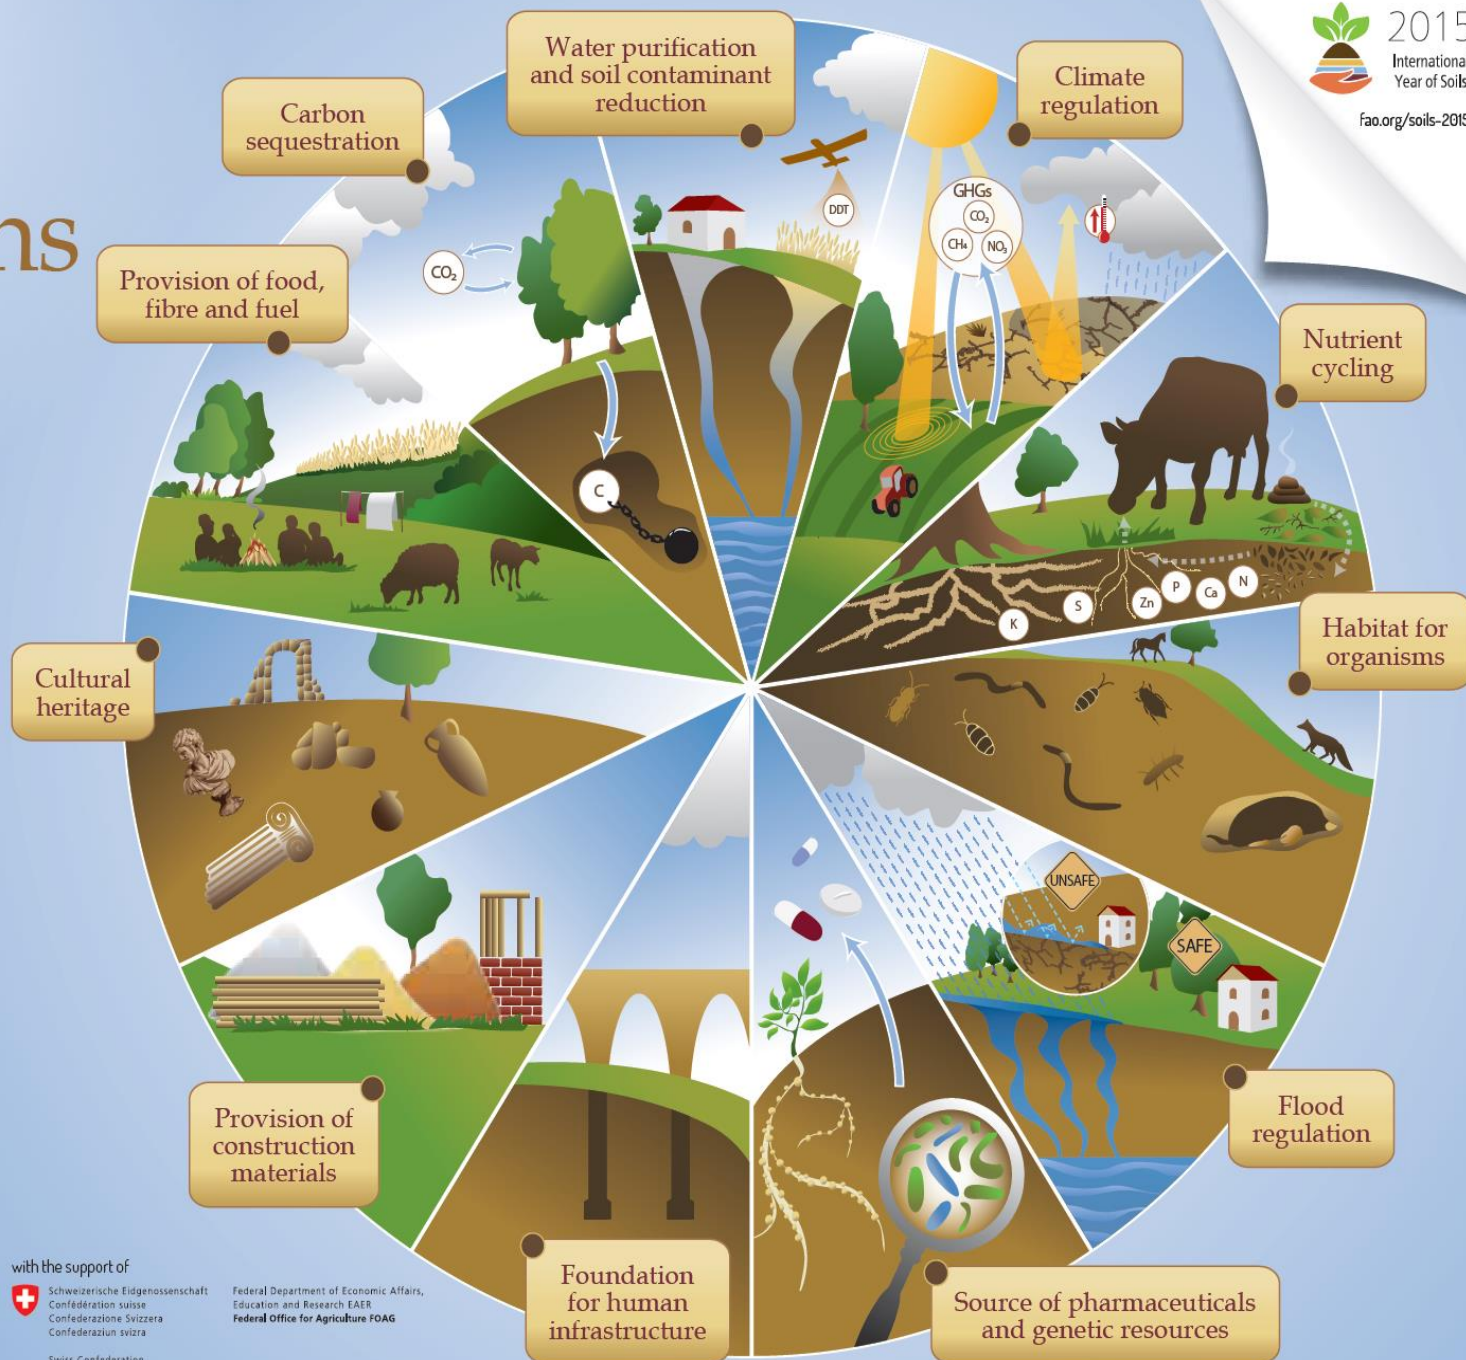 2015
International
Year of Soils
fao.org/soils-2015
ns
Water purification
and soil contaminant
reduction
Climate
regulation
Carbon
sequestration
Provision of food,
fibre and fuel
Nutrient
cycling
Habitat for
organisms
Cultural
heritage
Provision of
construction
materials
Foundation
for human
infrastructure
Source of pharmaceuticals
and genetic resources
Flood
regulation
CO₂
C
DDT
GHGs
CO₂
CH₄
NO₃
K
S
Zn
P
Ca
N
UNSAFE
SAFE
with the support of
Schweizerische Eidgenossenschaft
Confédération suisse
Confederazione Svizzera
Confederaziun svizra
Swiss Confederation
Federal Department of Economic Affairs,
Education and Research EAER
Federal Office for Agriculture FOAG